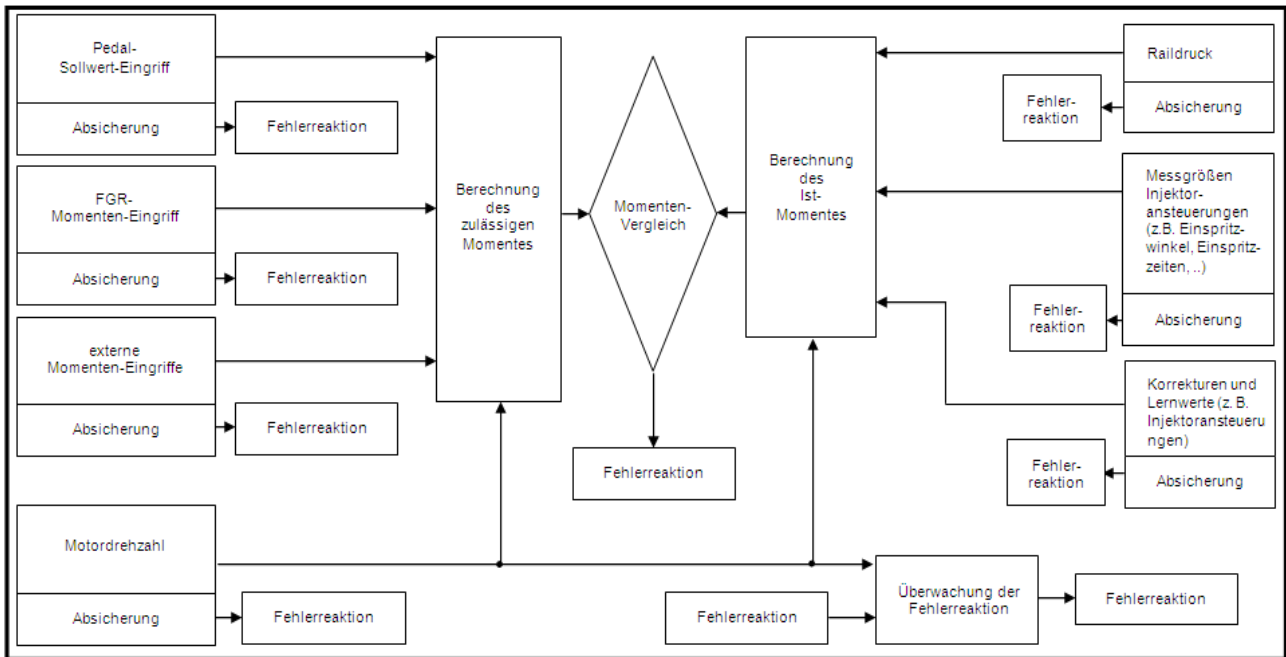 Pedal-
Sollwert-Eingriff
Absicherung
Fehlerreaktion
FGR-
Momenten-Eingriff
Absicherung
Fehlerreaktion
externe
Momenten-Eingriffe
Absicherung
Fehlerreaktion
Motordrehzahl
Absicherung
Fehlerreaktion
Berechnung
des
zulässigen
Momentes
Momenten-
Vergleich
Fehlerreaktion
Berechnung
des
Ist-
Momentes
Raildruck
Absicherung
Fehler-
reaktion
Messgrößen
Injektor-
ansteuerungen
(z.B. Einspritz-
winkel, Einspritz-
zeiten, ..)
Absicherung
Fehler-
reaktion
Korrekturen und
Lernwerte (z. B.
Injektoransteueru
ngen)
Absicherung
Fehler-
reaktion
Fehlerreaktion
Überwachung der
Fehlerreaktion
Fehlerreaktion